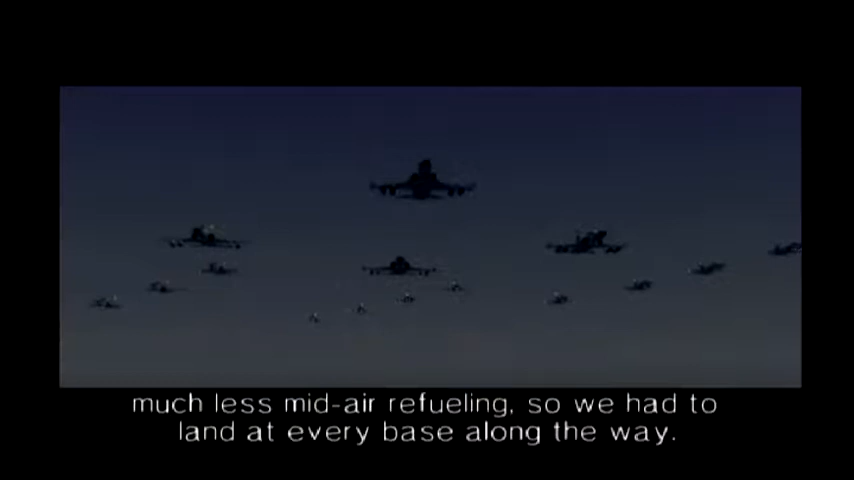 much less mid-air refueling, so we had to
land at every base along the way.